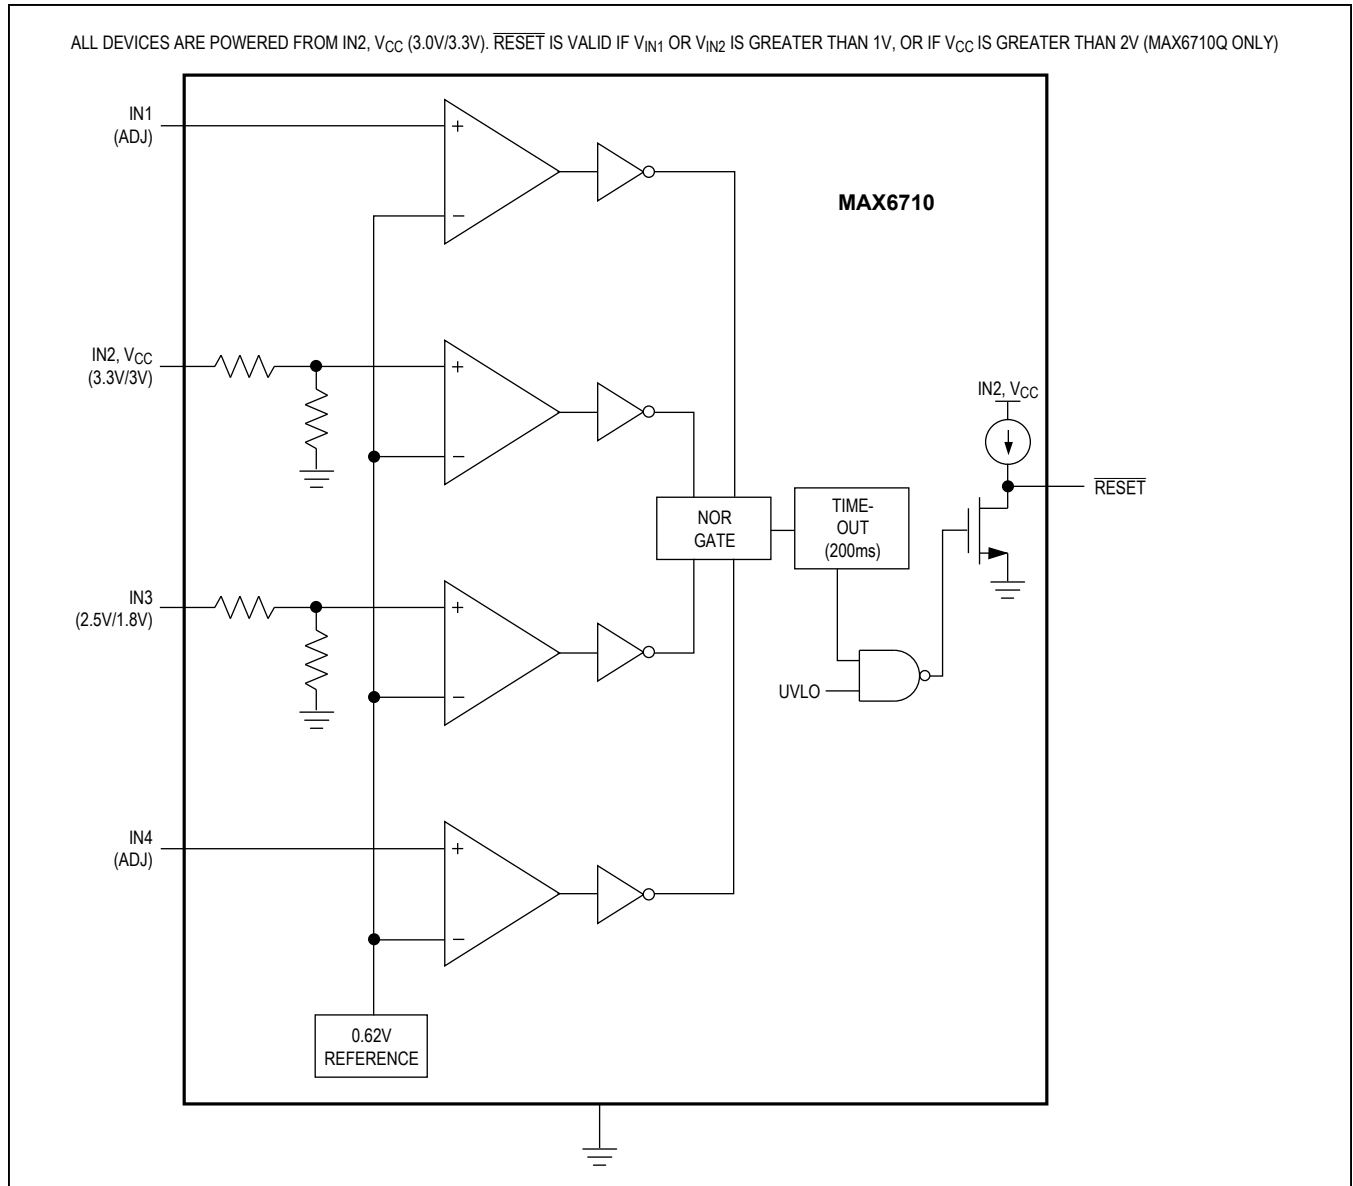 ALL DEVICES ARE POWERED FROM IN2, VCC (3.0V/3.3V). RESET IS VALID IF VIN1 OR VIN2 IS GREATER THAN 1V, OR IF VCC IS GREATER THAN 2V (MAX6710Q ONLY)
IN1
(ADJ)
+
−
MAX6710
IN2, VCC
(3.3V/3V)
+
−
IN2, VCC
RESET
NOR
GATE
TIME-
OUT
(200ms)
IN3
(2.5V/1.8V)
+
−
UVLO
IN4
(ADJ)
+
−
0.62V
REFERENCE